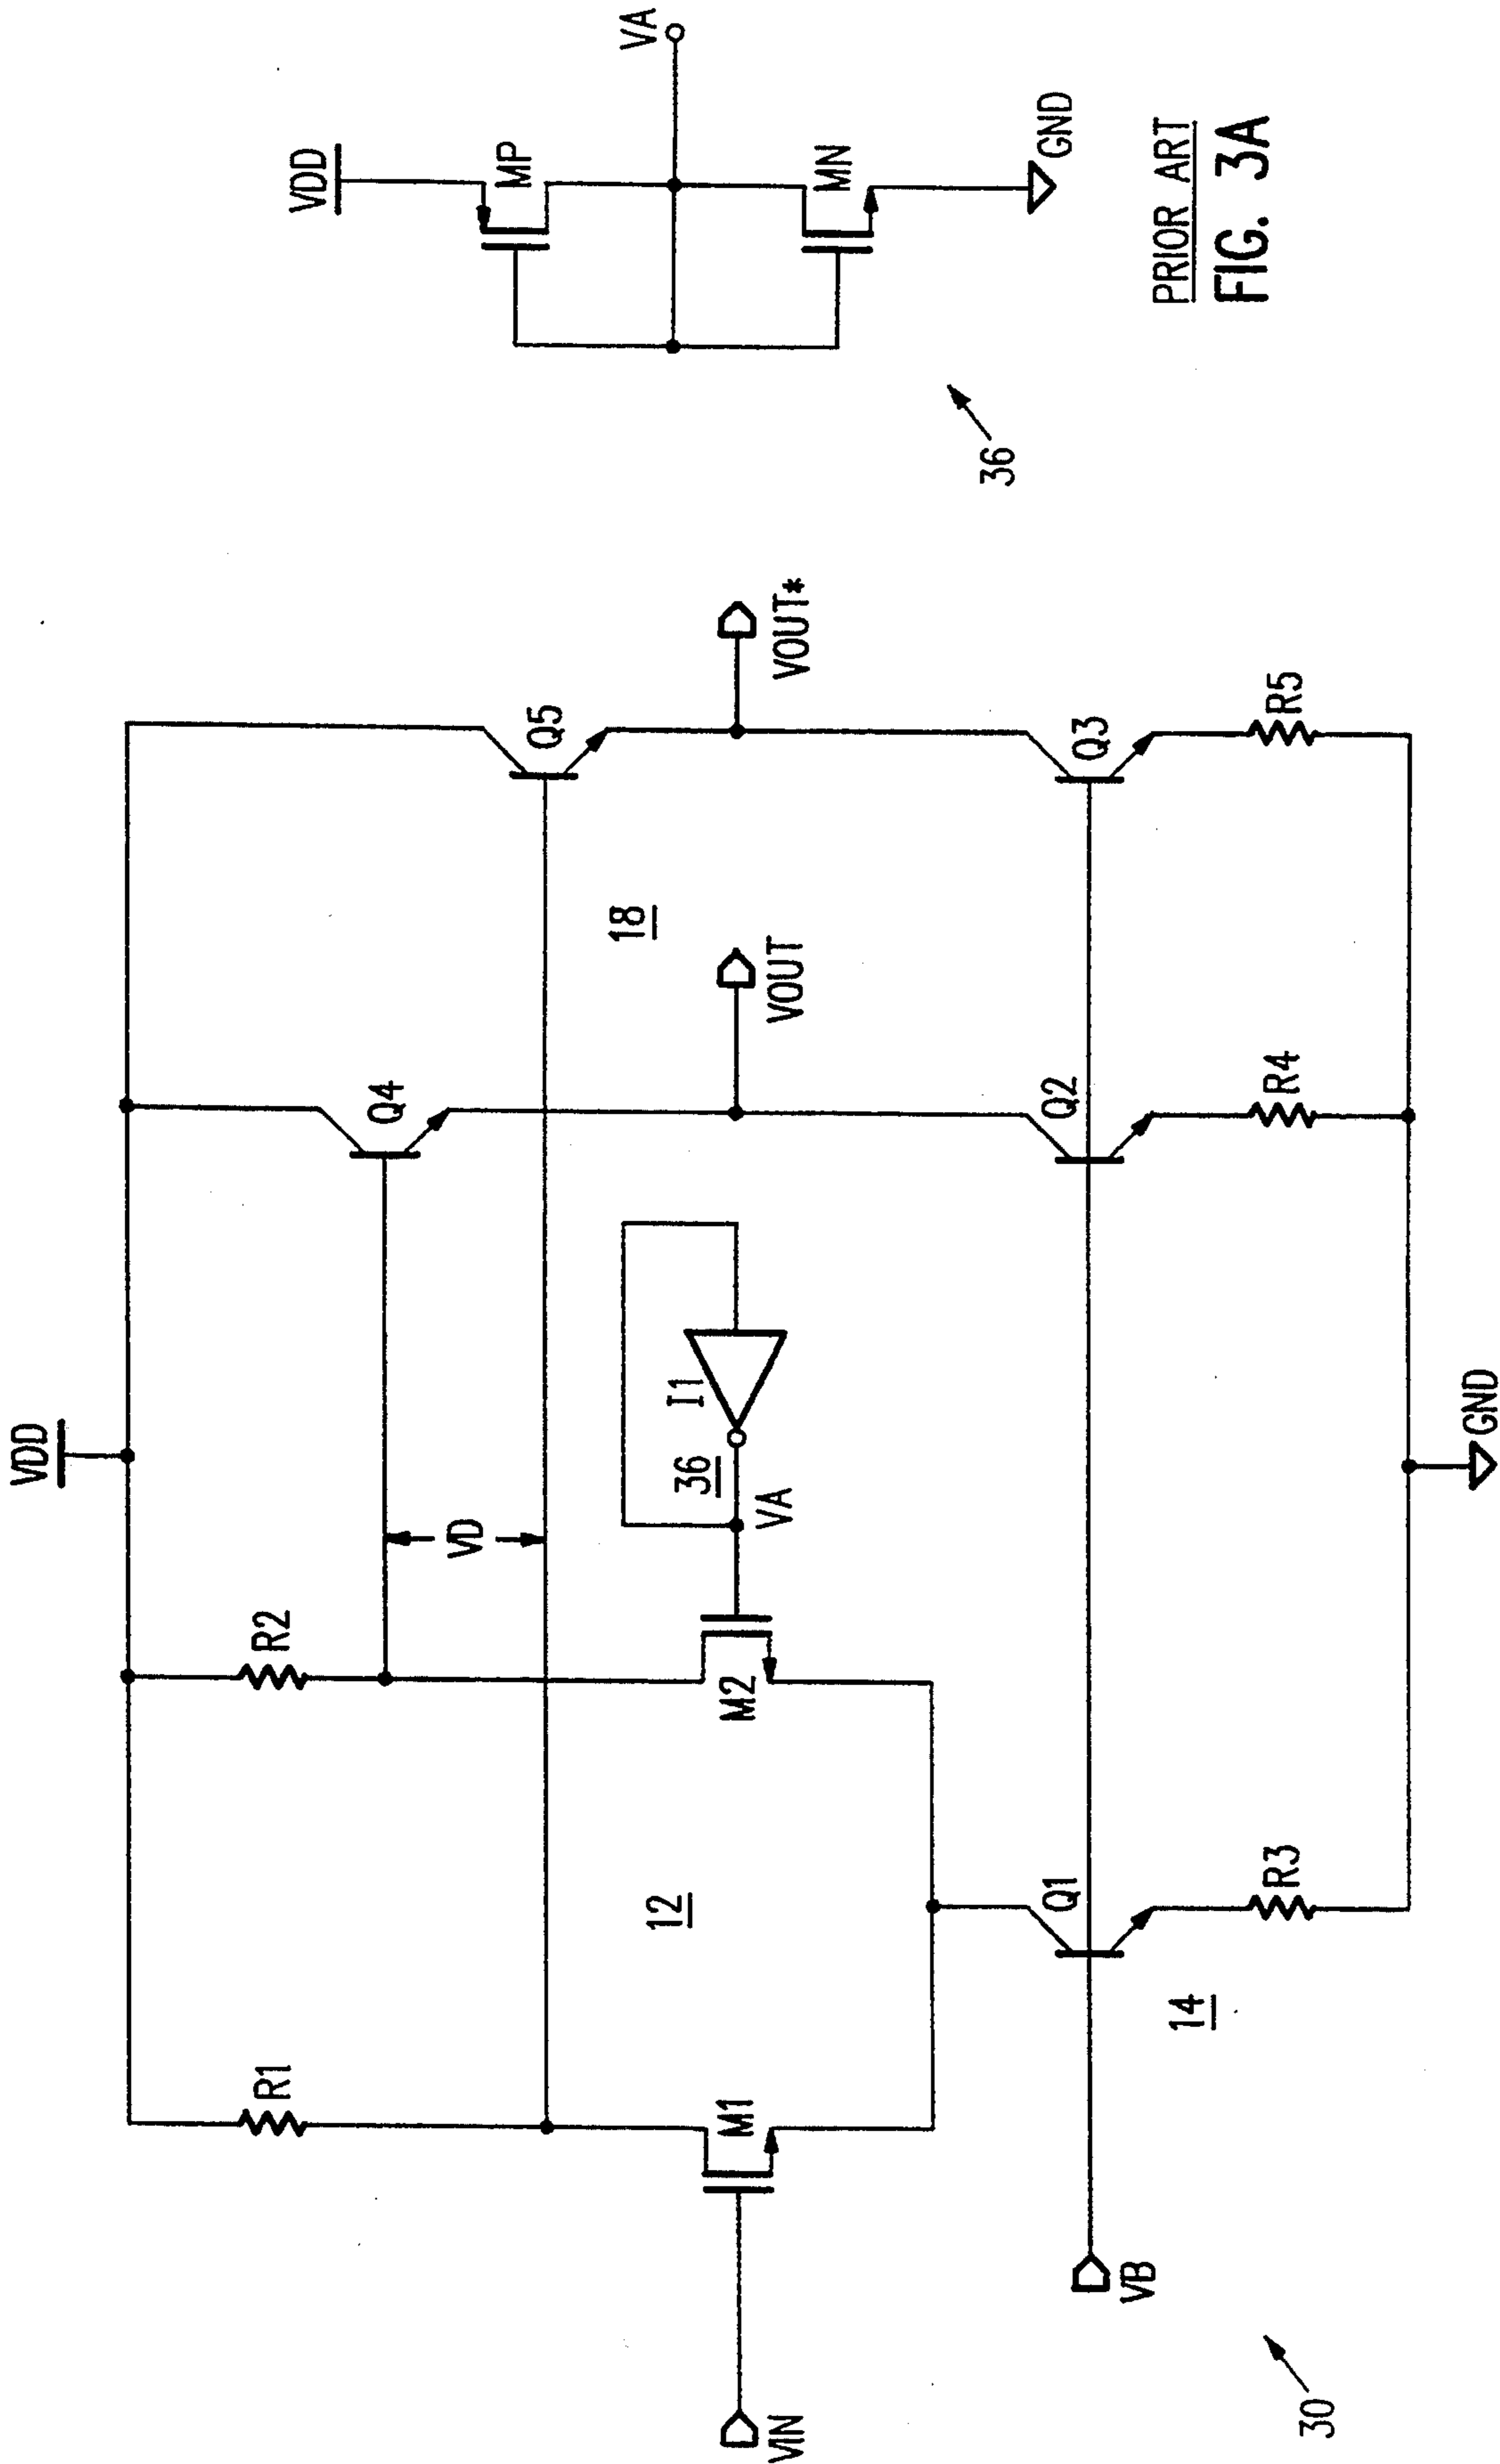 VDD
R1
R2
VD
Q4
Q5
VIN
M1
12
M2
VA
36
I1
18
VOUT
VOUT*
VB
14
Q1
Q2
Q3
R3
R4
R5
GND
30
VDD
MP
VA
MN
GND
36
PRIOR ART
FIG. 3A